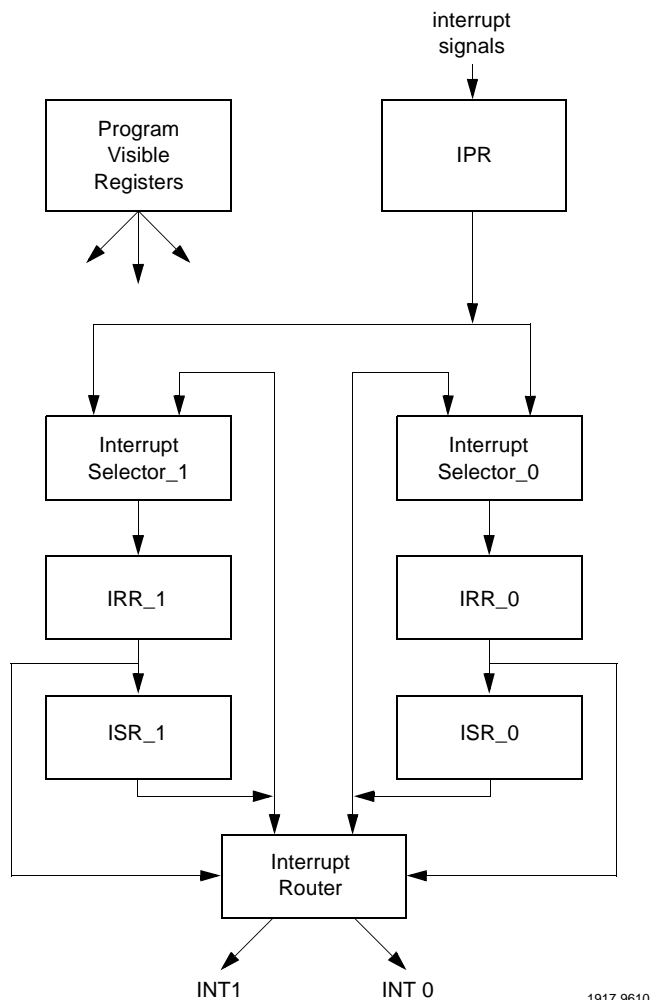 interrupt
signals
Program
Visible
Registers
IPR
Interrupt
Selector_1
Interrupt
Selector_0
IRR_1
IRR_0
ISR_1
ISR_0
Interrupt
Router
INT1
INT 0
1917 9610